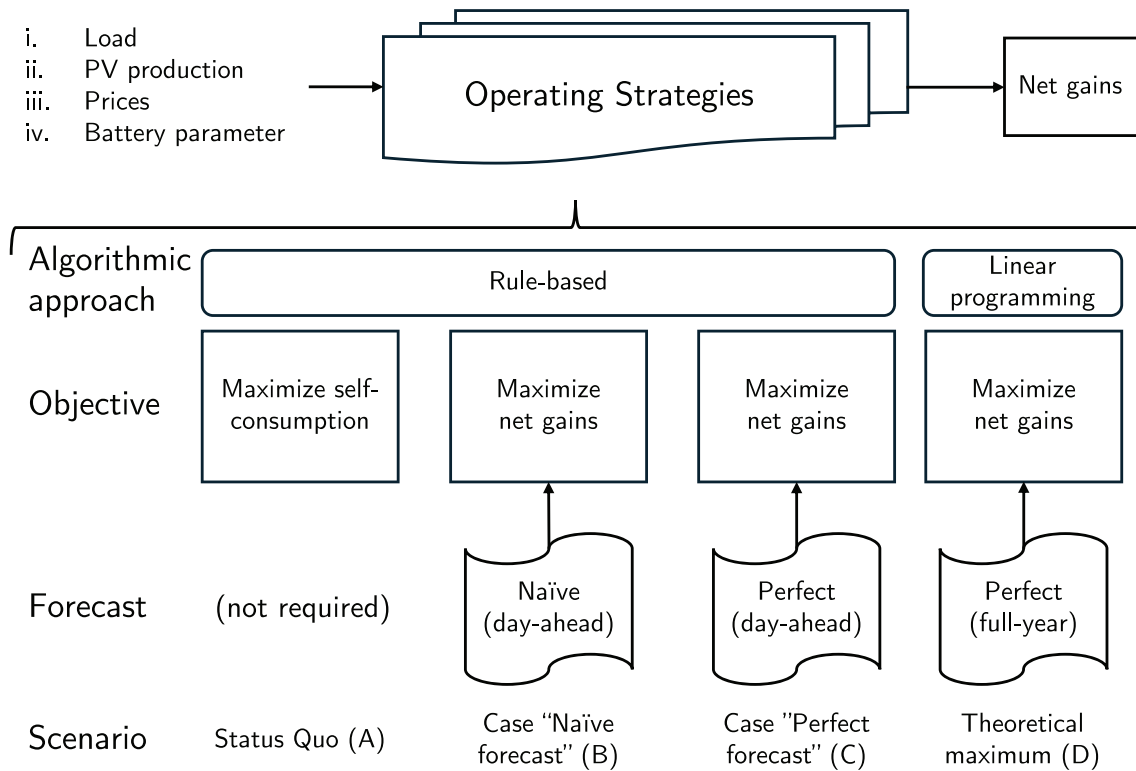 i. Load
ii. PV production
iii. Prices
iv. Battery parameter
Operating Strategies
Net gains
Algorithmic
approach
Rule-based
Linear
programming
Objective
Maximize self-
consumption
Maximize
net gains
Maximize
net gains
Maximize
net gains
Forecast
(not required)
Naïve
(day-ahead)
Perfect
(day-ahead)
Perfect
(full-year)
Scenario
Status Quo (A)
Case “Naïve
forecast” (B)
Case ”Perfect
forecast” (C)
Theoretical
maximum (D)